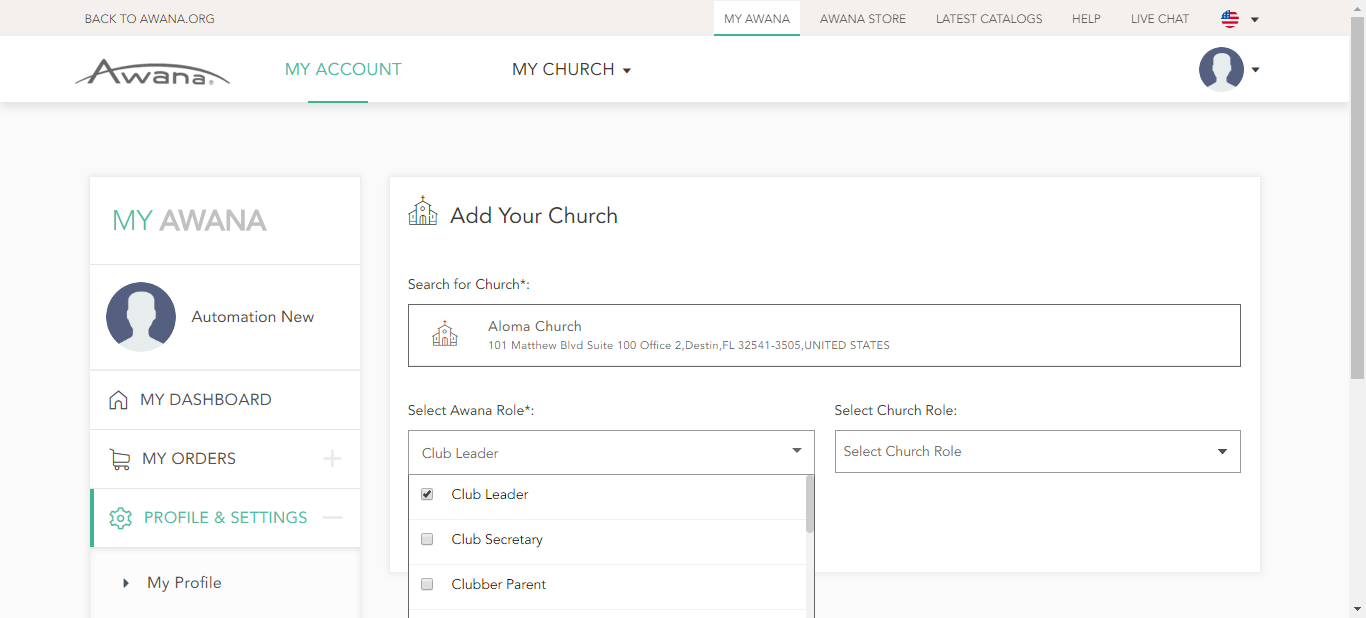 BACK TO AWANA.ORG
MY AWANA
AWANA STORE
LATEST CATALOGS
HELP
LIVE CHAT
Awana®
MY ACCOUNT
MY CHURCH
MY AWANA
Automation New
MY DASHBOARD
MY ORDERS
PROFILE & SETTINGS
My Profile
Add Your Church
Search for Church*:
Aloma Church
101 Matthew Blvd Suite 100 Office 2,Destin,FL 32541-3505,UNITED STATES
Select Awana Role*:
Club Leader
Club Leader
Club Secretary
Clubber Parent
Select Church Role:
Select Church Role